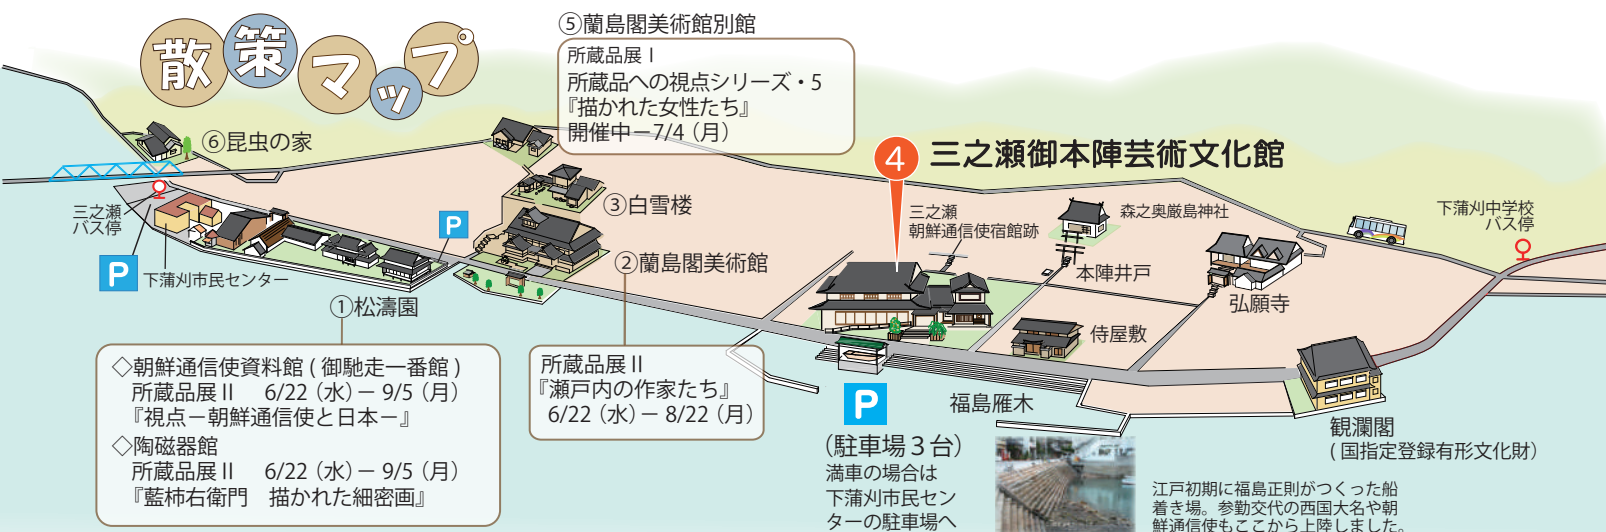 散策マップ
⑤蘭島閣美術館別館
所蔵品展Ⅰ
所蔵品への視点シリーズ・5
『描かれた女性たち』
開催中－7/4（月）
⑥昆虫の家
4 三之瀬御本陣芸術文化館
三之瀬
バス停
P
下蒲刈市民センター
P
③白雪楼
②蘭島閣美術館
三之瀬
朝鮮通信使宿館跡
森之奥厳島神社
本陣井戸
下蒲刈中学校
バス停
弘願寺
侍屋敷
①松濤園
◇朝鮮通信使資料館 ( 御馳走一番館 )
所蔵品展Ⅱ　6/22（水）－ 9/5（月）
『視点－朝鮮通信使と日本－』
◇陶磁器館
所蔵品展Ⅱ　6/22（水）－ 9/5（月）
『藍柿右衛門　描かれた細密画』
所蔵品展Ⅱ
『瀬戸内の作家たち』
6/22（水）－ 8/22（月）
P
（駐車場３台）
満車の場合は
下蒲刈市民セン
ターの駐車場へ
福島雁木
観瀾閣
( 国指定登録有形文化財）
江戸初期に福島正則がつくった船
着き場。参勤交代の西国大名や朝
鮮通信使もここから上陸しました。